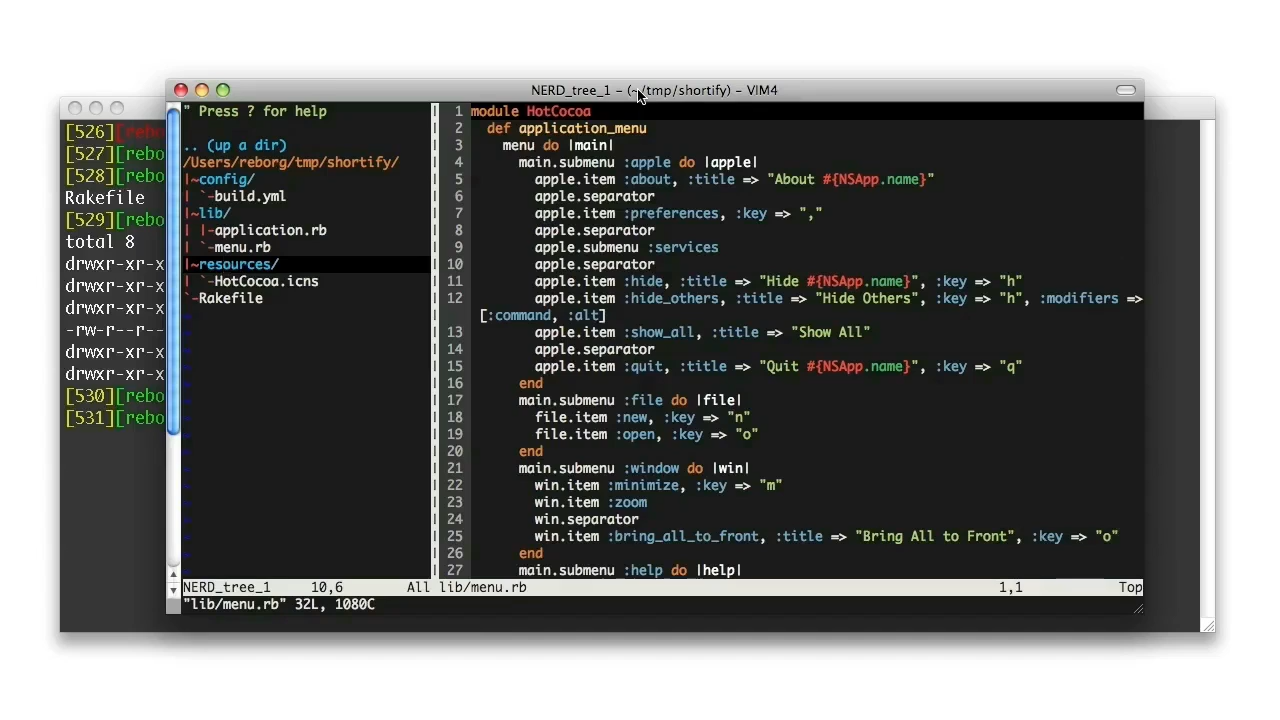 NERD_tree_1 – (~/tmp/shortify) – VIM4
[526][rebo
[527][rebo
[528][rebo
Rakefile
[529][rebo
total 8
drwxr-xr-x
drwxr-xr-x
drwxr-xr-x
-rw-r--r--
drwxr-xr-x
drwxr-xr-x
[530][rebo
[531][rebo
" Press ? for help
.. (up a dir)
/Users/reborg/tmp/shortify/
|~config/
| `-build.yml
|~lib/
| |-application.rb
| `-menu.rb
|~resources/
| `-HotCocoa.icns
`-Rakefile
1 module HotCocoa
2 def application_menu
3 menu do |main|
4 main.submenu :apple do |apple|
5 apple.item :about, :title => "About #{NSApp.name}"
6 apple.separator
7 apple.item :preferences, :key => ","
8 apple.separator
9 apple.submenu :services
10 apple.separator
11 apple.item :hide, :title => "Hide #{NSApp.name}", :key => "h"
12 apple.item :hide_others, :title => "Hide Others", :key => "h", :modifiers =>
[:command, :alt]
13 apple.item :show_all, :title => "Show All"
14 apple.separator
15 apple.item :quit, :title => "Quit #{NSApp.name}", :key => "q"
16 end
17 main.submenu :file do |file|
18 file.item :new, :key => "n"
19 file.item :open, :key => "o"
20 end
21 main.submenu :window do |win|
22 win.item :minimize, :key => "m"
23 win.item :zoom
24 win.separator
25 win.item :bring_all_to_front, :title => "Bring All to Front", :key => "o"
26 end
27 main.submenu :help do |help|
NERD_tree_1 10,6 All lib/menu.rb 1,1 Top
"lib/menu.rb" 32L, 1080C